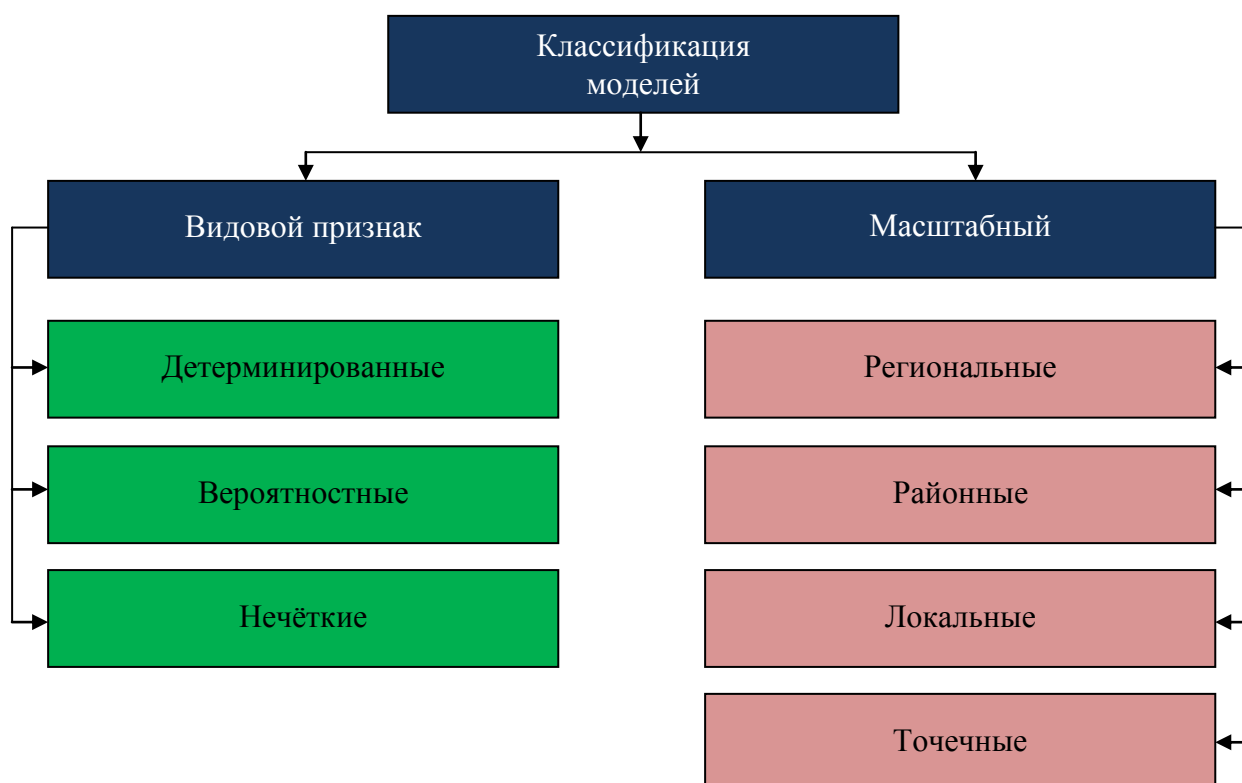 Классификация
моделей
Видовой признак
Масштабный
Детерминированные
Региональные
Вероятностные
Районные
Нечёткие
Локальные
Точечные